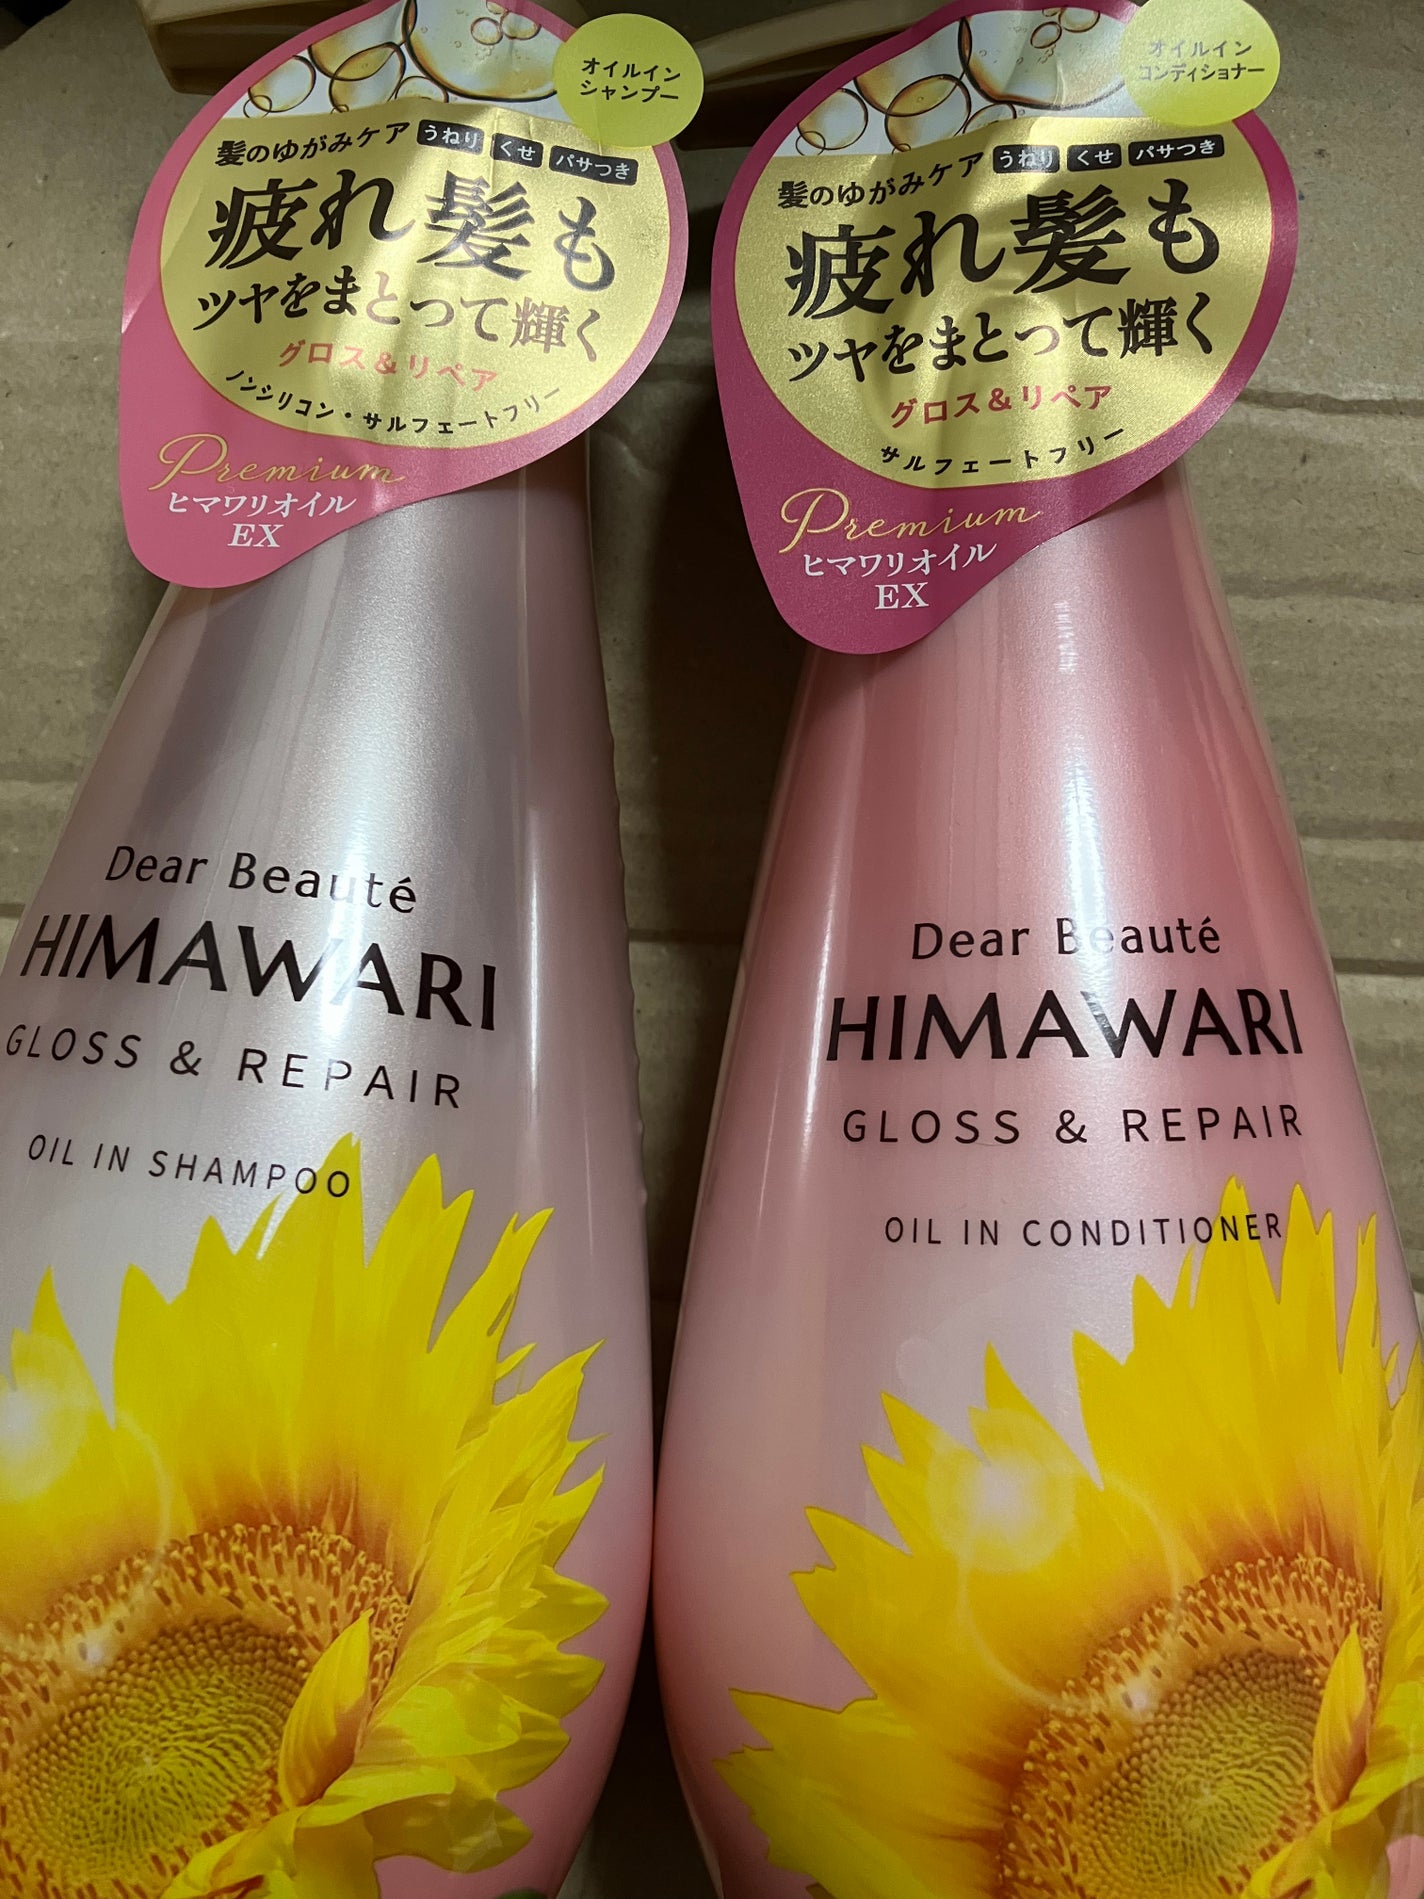 オイルイン
シャンプー
髪のゆがみケア うねり くせ パサつき
疲れ髪も
ツヤをまとって輝く
グロス&リペア
ノンシリコン・サルフェートフリー
Premium
ヒマワリオイル
EX
Dear Beauté
HIMAWARI
GLOSS & REPAIR
OIL IN SHAMPOO
オイルイン
コンディショナー
髪のゆがみケア うねり くせ パサつき
疲れ髪も
ツヤをまとって輝く
グロス&リペア
サルフェートフリー
Premium
ヒマワリオイル
EX
Dear Beauté
HIMAWARI
GLOSS & REPAIR
OIL IN CONDITIONER